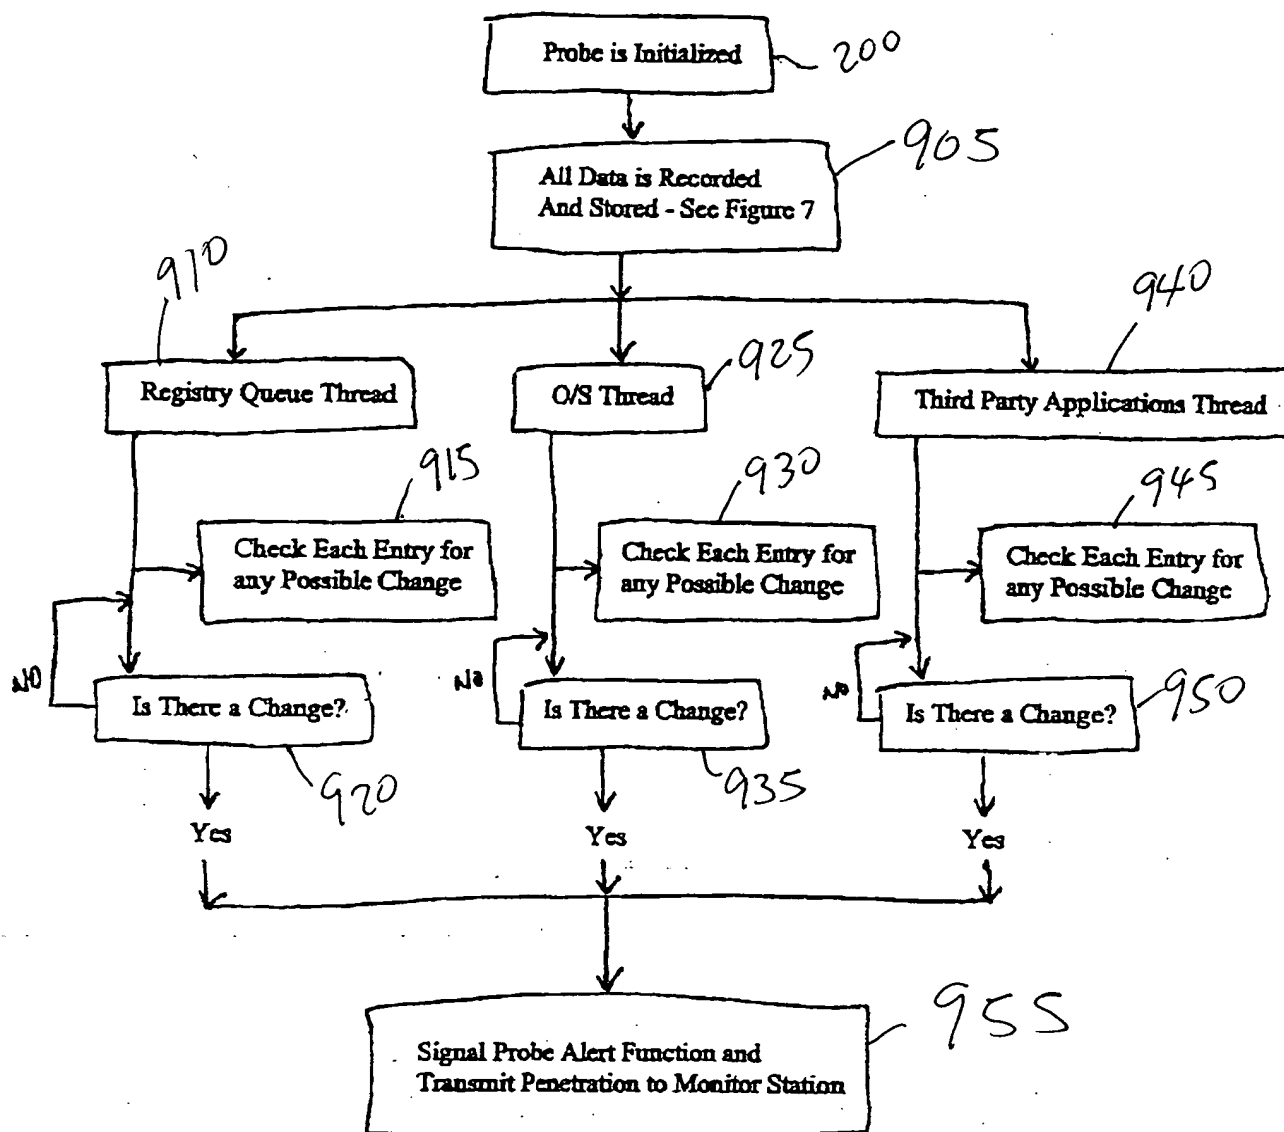 Probe is Initialized
200
All Data is Recorded
And Stored - See Figure 7
905
910
Registry Queue Thread
925
O/S Thread
940
Third Party Applications Thread
915
Check Each Entry for
any Possible Change
930
Check Each Entry for
any Possible Change
945
Check Each Entry for
any Possible Change
NO
Is There a Change?
920
No
Is There a Change?
935
No
Is There a Change?
950
Yes
Yes
Yes
955
Signal Probe Alert Function and
Transmit Penetration to Monitor Station